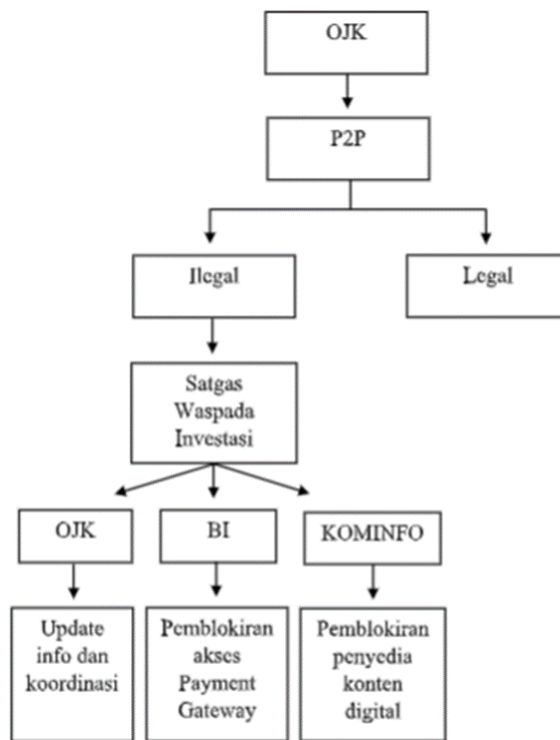 OJK
P2P
Ilegal
Legal
Satgas
Waspada
Investasi
OJK
BI
KOMINFO
Update
info dan
koordinasi
Pemblokiran
akses
Payment
Gateway
Pemblokiran
penyedia
konten
digital